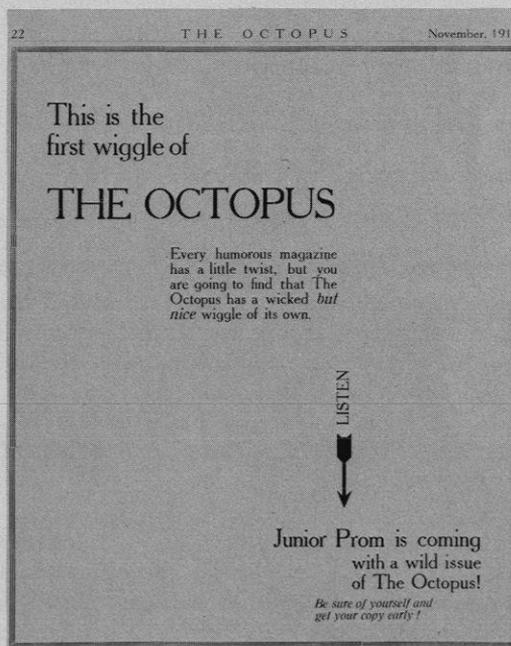 22 THE OCTOPUS November, 191
This is the
first wiggle of
THE OCTOPUS
Every humorous magazine
has a little twist, but you
are going to find that The
Octopus has a wicked but
nice wiggle of its own.
LISTEN
Junior Prom is coming
with a wild issue
of The Octopus!
Be sure of yourself and
get your copy early!